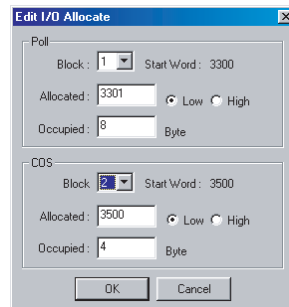 Edit I/O Allocate
Poll
Block : 1 Start Word : 3300
Allocated : 3301 Low High
Occupied : 8 Byte
COS
Block 2 Start Word : 3500
Allocated : 3500 Low High
Occupied : 4 Byte
OK Cancel